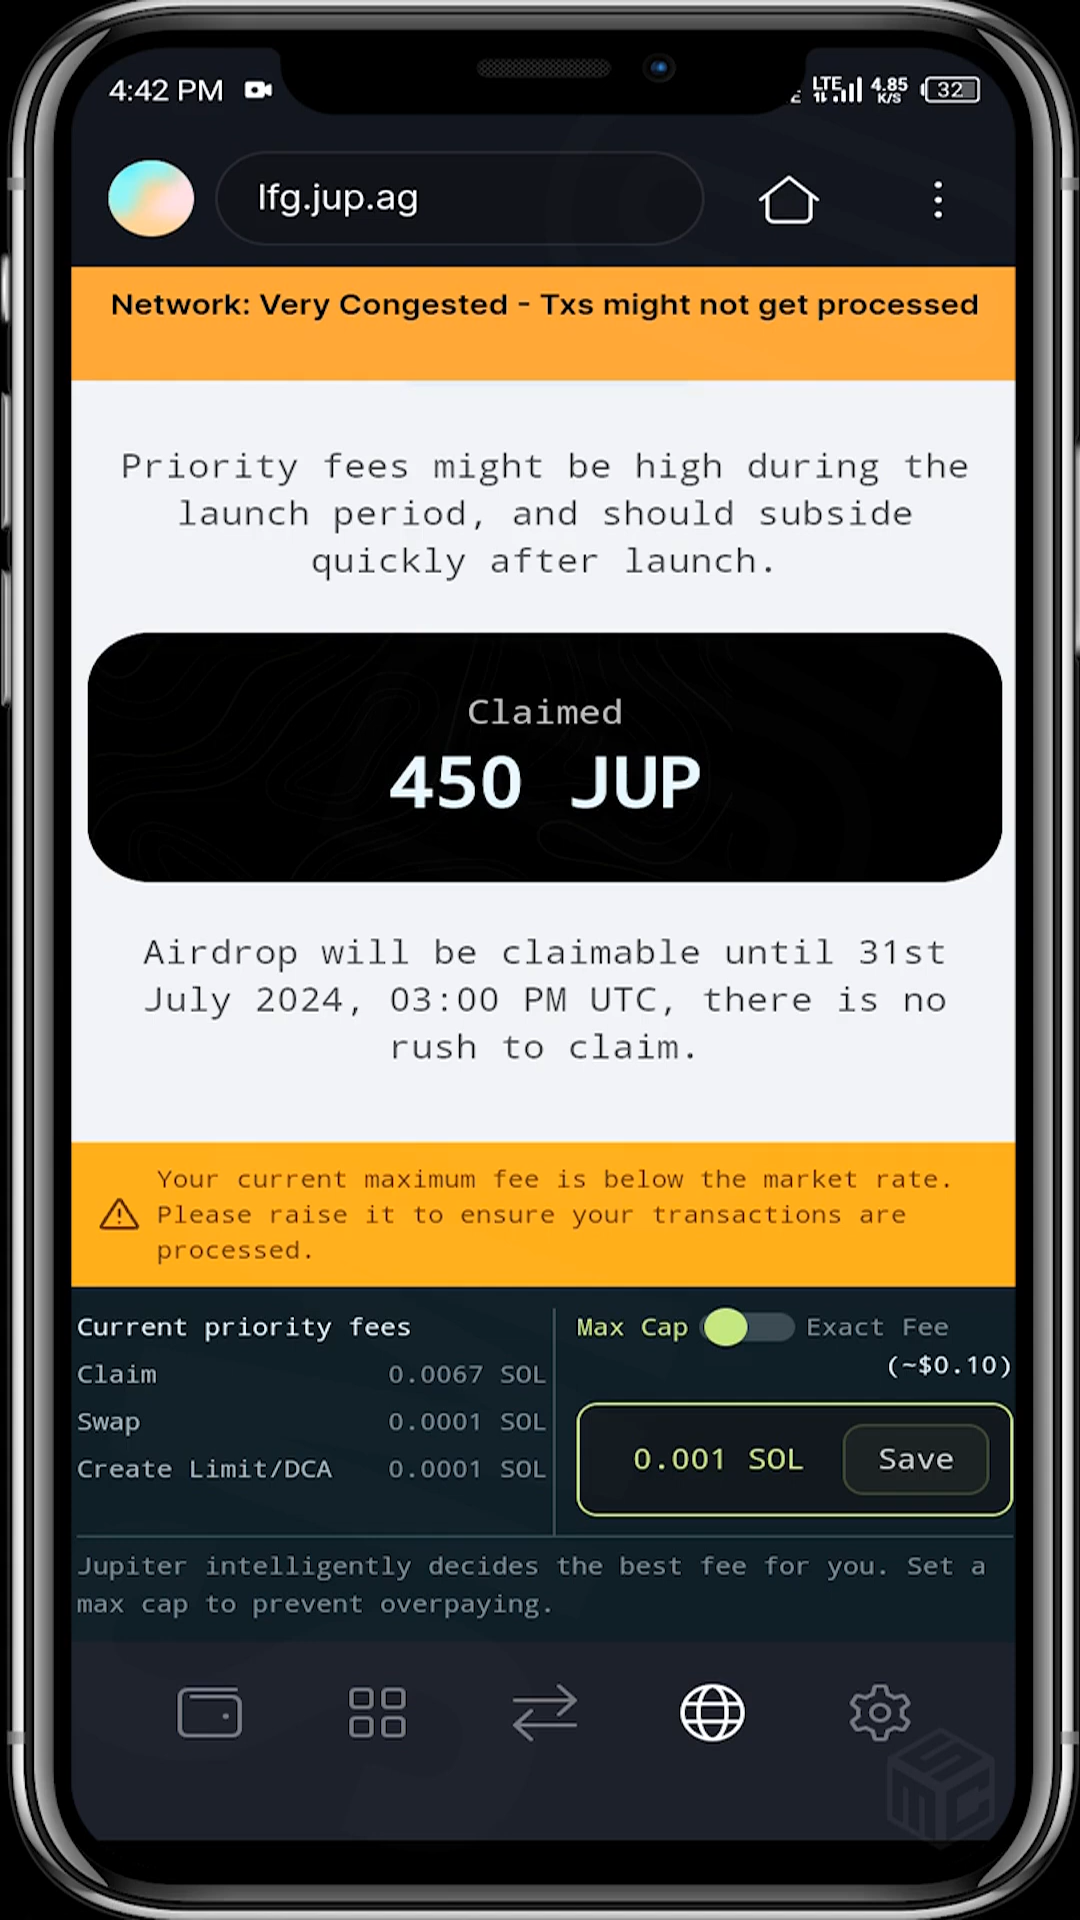 4:42 PM
LTE 4.85 K/S 32
lfg.jup.ag
Network: Very Congested - Txs might not get processed
Priority fees might be high during the
launch period, and should subside
quickly after launch.
Claimed
450 JUP
Airdrop will be claimable until 31st
July 2024, 03:00 PM UTC, there is no
rush to claim.
Your current maximum fee is below the market rate.
Please raise it to ensure your transactions are
processed.
Current priority fees
Claim 0.0067 SOL
Swap 0.0001 SOL
Create Limit/DCA 0.0001 SOL
Max Cap Exact Fee
(~$0.10)
0.001 SOL Save
Jupiter intelligently decides the best fee for you. Set a
max cap to prevent overpaying.